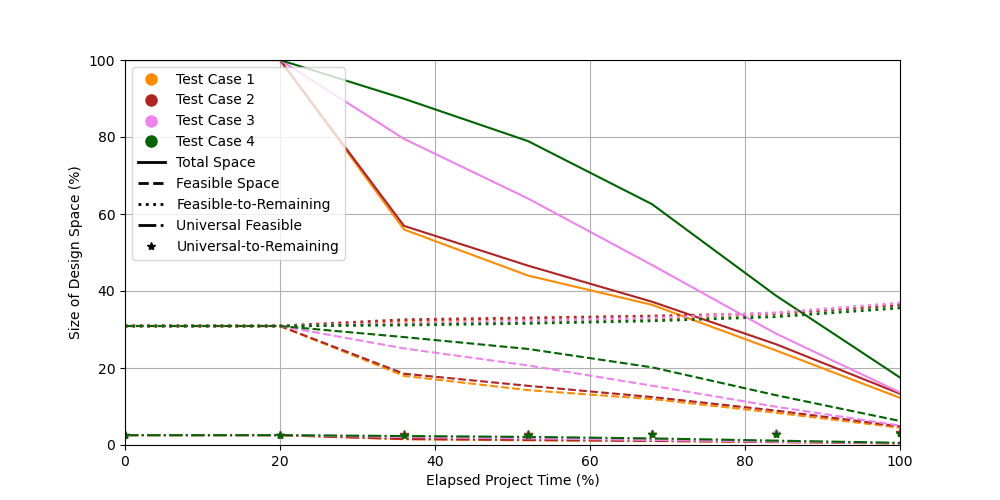 100
80
60
40
20
0
Size of Design Space (%)
Test Case 1
Test Case 2
Test Case 3
Test Case 4
Total Space
Feasible Space
Feasible-to-Remaining
Universal Feasible
Universal-to-Remaining
0 20 40 60 80 100
Elapsed Project Time (%)